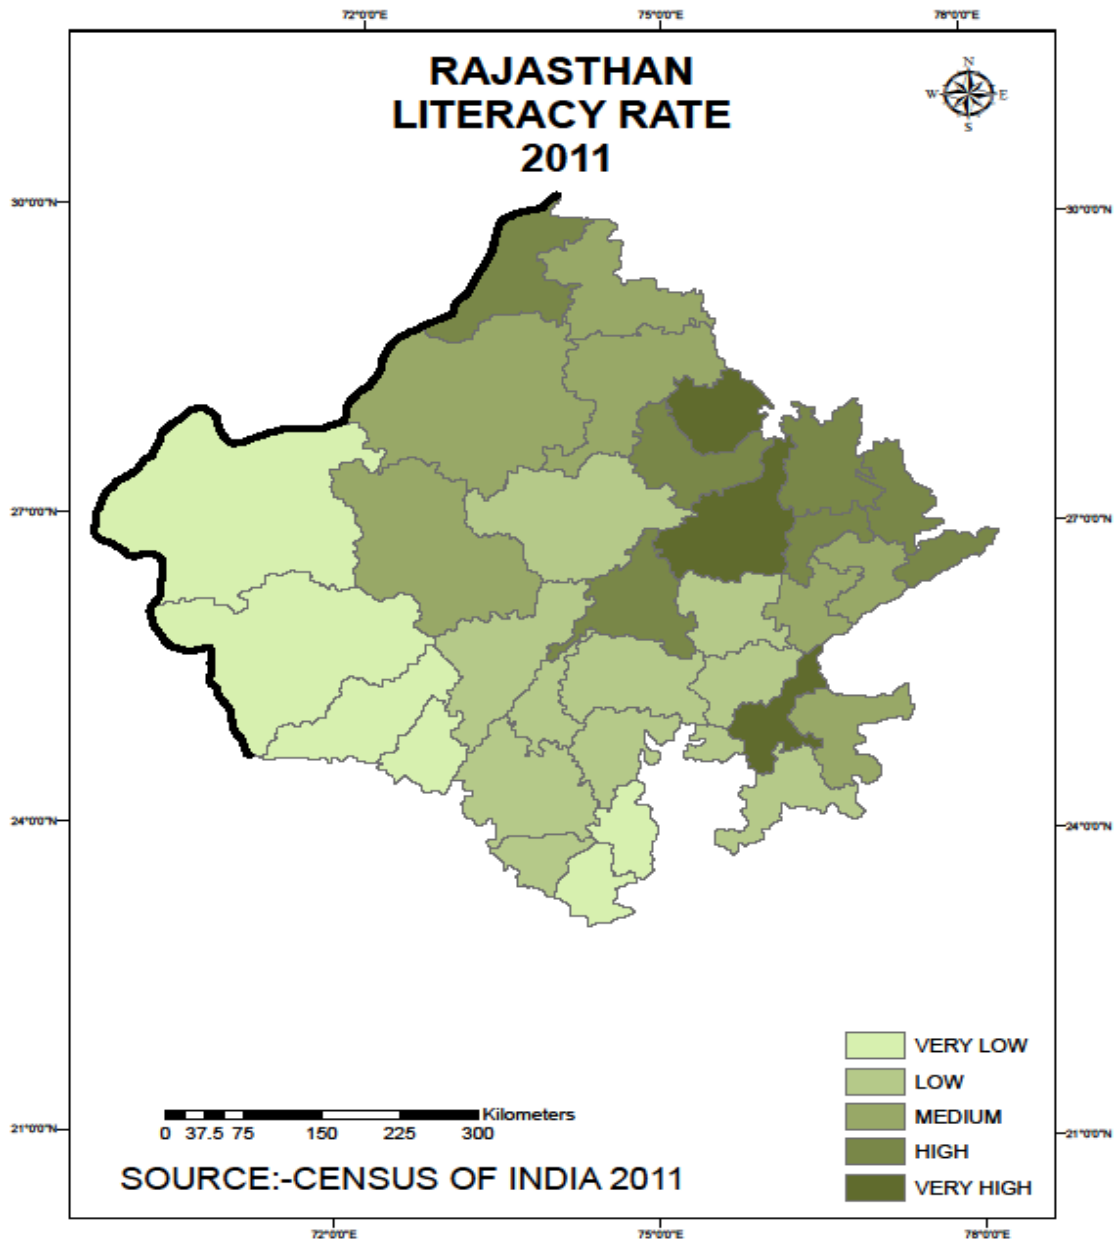 72°0'0"E 75°0'0"E 78°0'0"E
RAJASTHAN
LITERACY RATE
2011
N
W E
S
30°0'0"N 30°0'0"N
27°0'0"N 27°0'0"N
24°0'0"N 24°0'0"N
VERY LOW
LOW
MEDIUM
HIGH
VERY HIGH
Kilometers
0 37.5 75 150 225 300
21°0'0"N 21°0'0"N
SOURCE:-CENSUS OF INDIA 2011
72°0'0"E 75°0'0"E 78°0'0"E